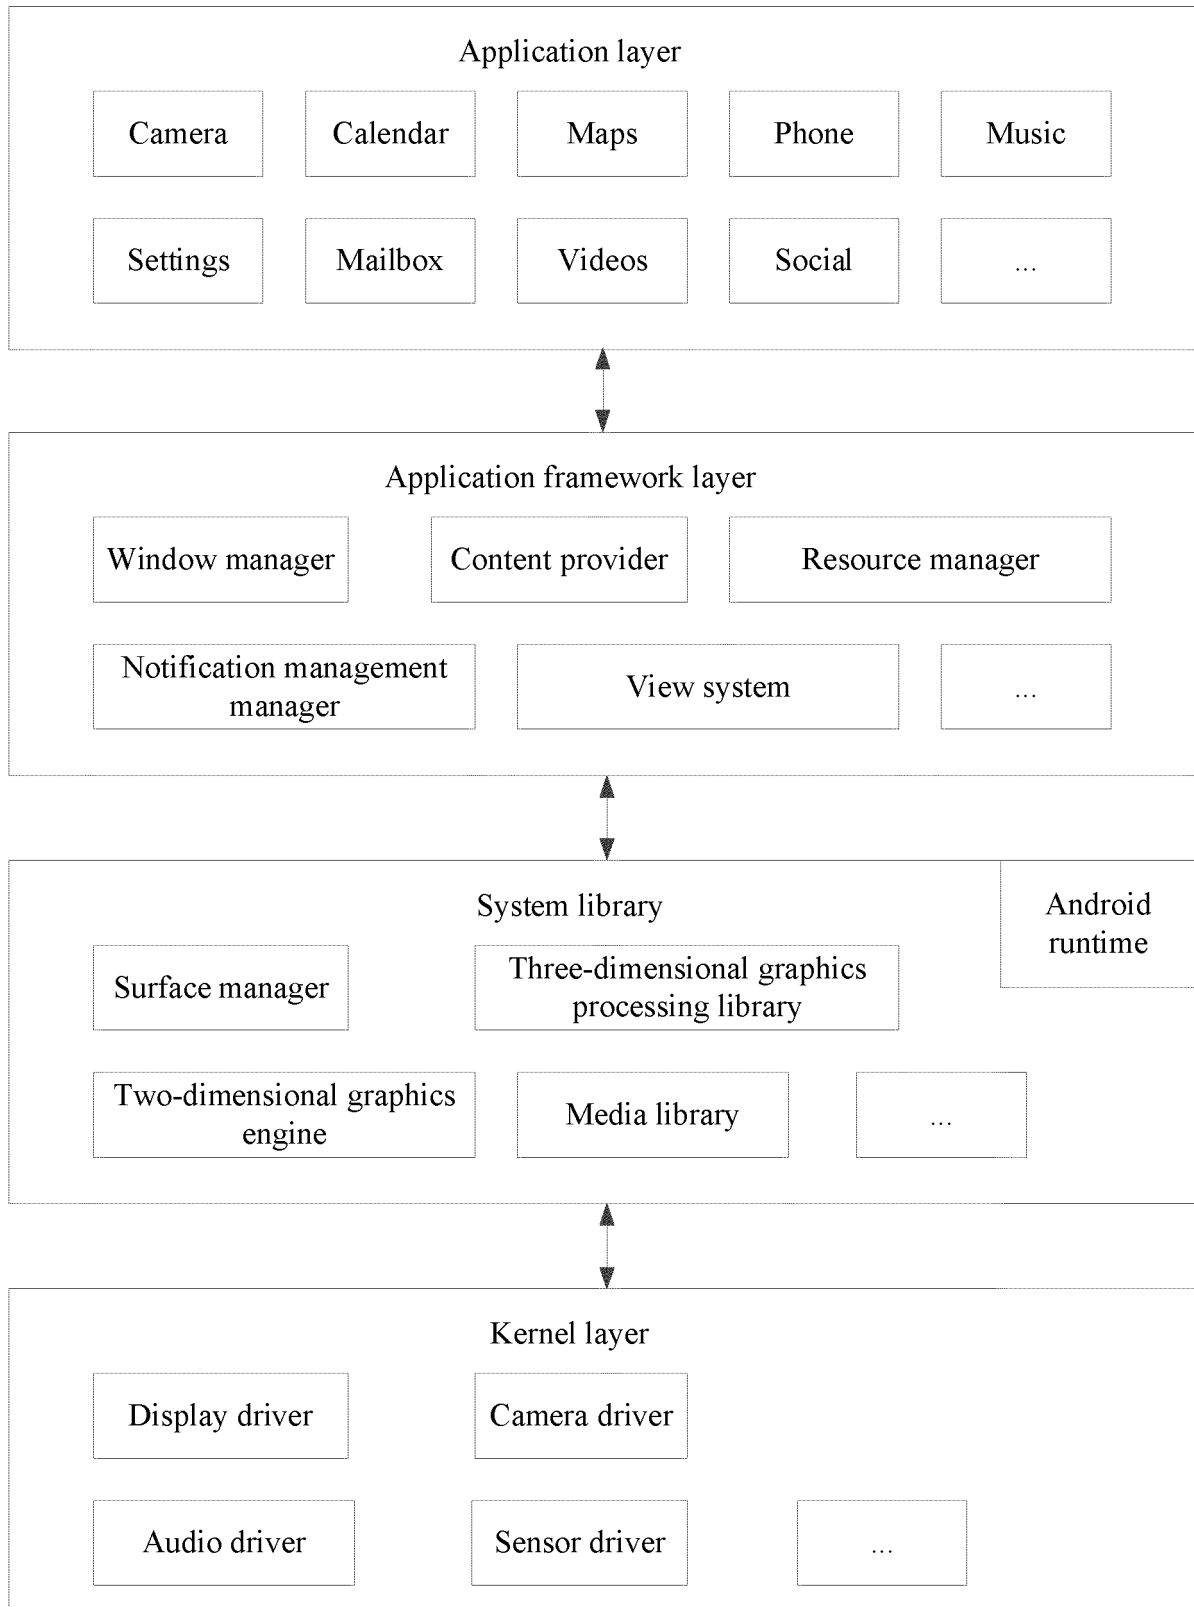 Application layer
Camera
Calendar
Maps
Phone
Music
Settings
Mailbox
Videos
Social
...
Application framework layer
Window manager
Content provider
Resource manager
Notification management
manager
View system
...
System library
Android
runtime
Surface manager
Three-dimensional graphics
processing library
Two-dimensional graphics
engine
Media library
...
Kernel layer
Display driver
Camera driver
Audio driver
Sensor driver
...